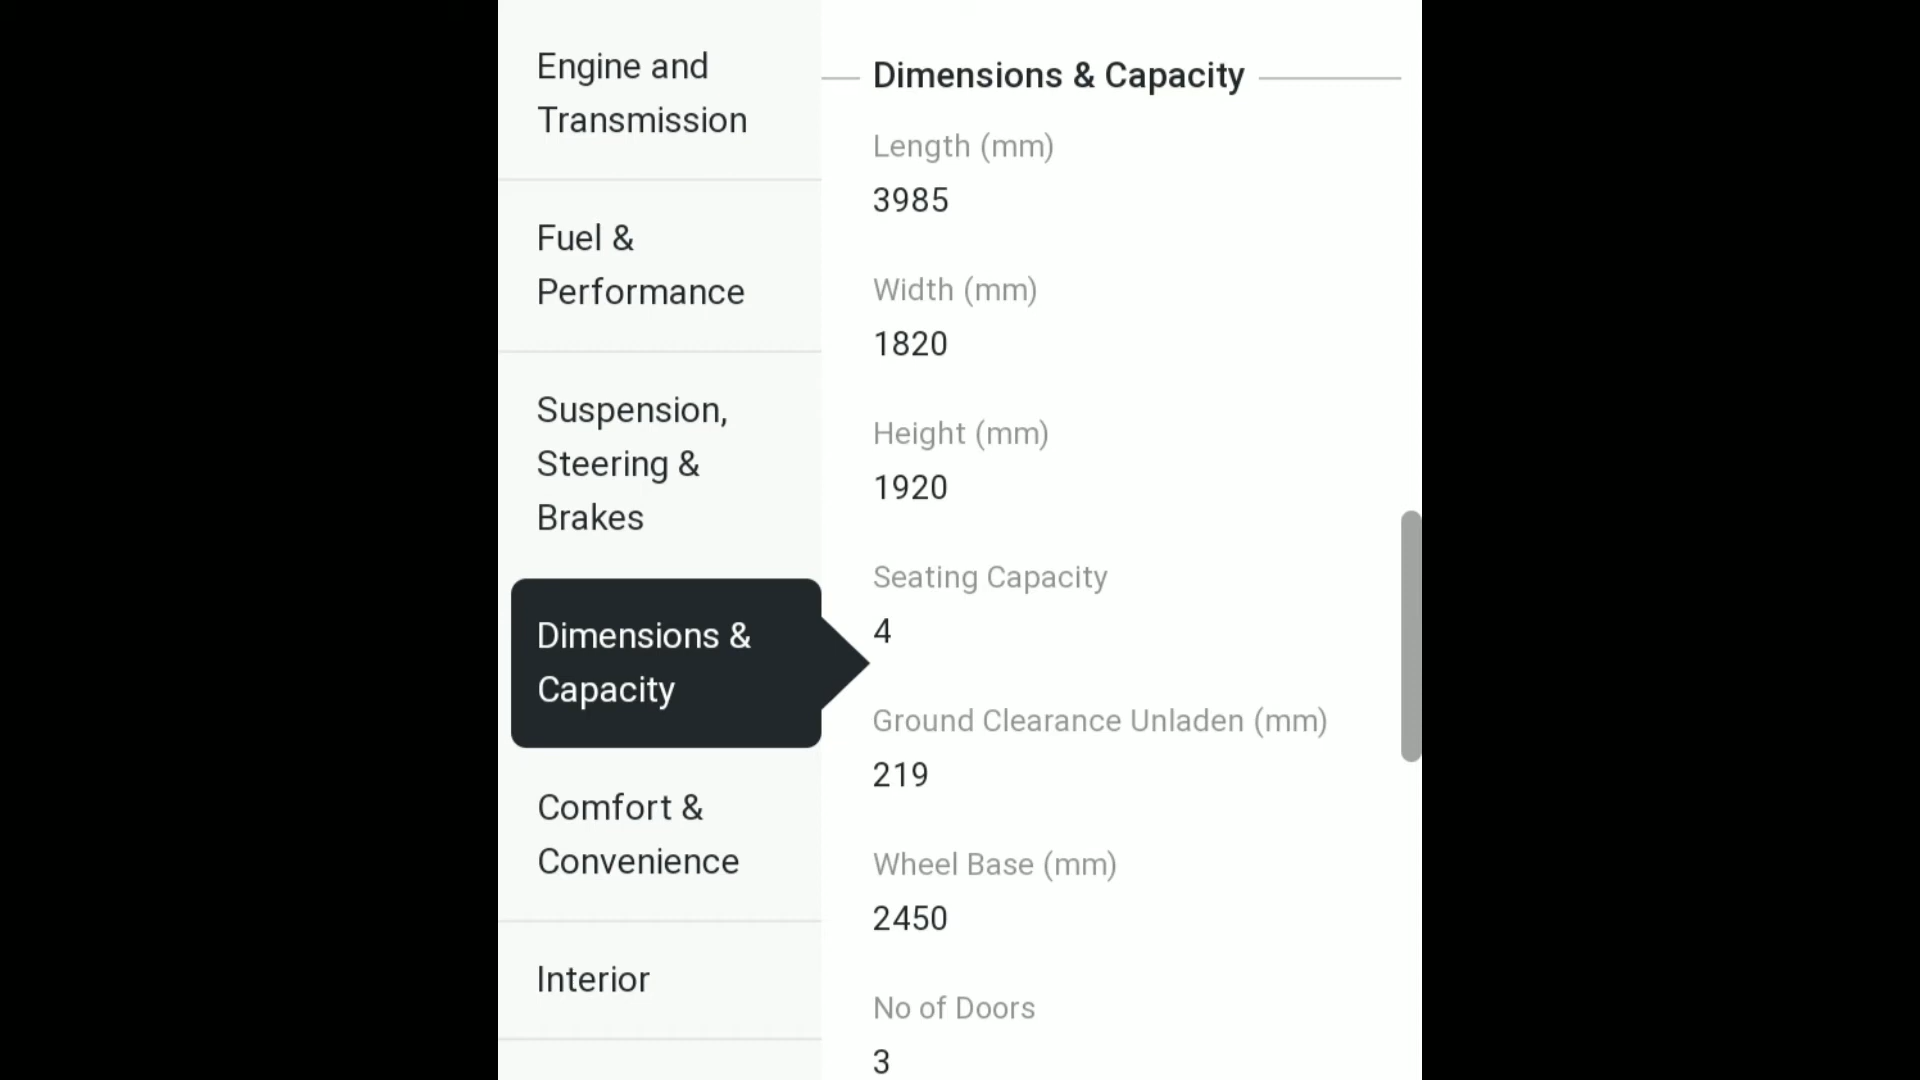 Engine and
Transmission
Fuel &
Performance
Suspension,
Steering &
Brakes
Dimensions &
Capacity
Comfort &
Convenience
Interior
Dimensions & Capacity
Length (mm)
3985
Width (mm)
1820
Height (mm)
1920
Seating Capacity
4
Ground Clearance Unladen (mm)
219
Wheel Base (mm)
2450
No of Doors
3